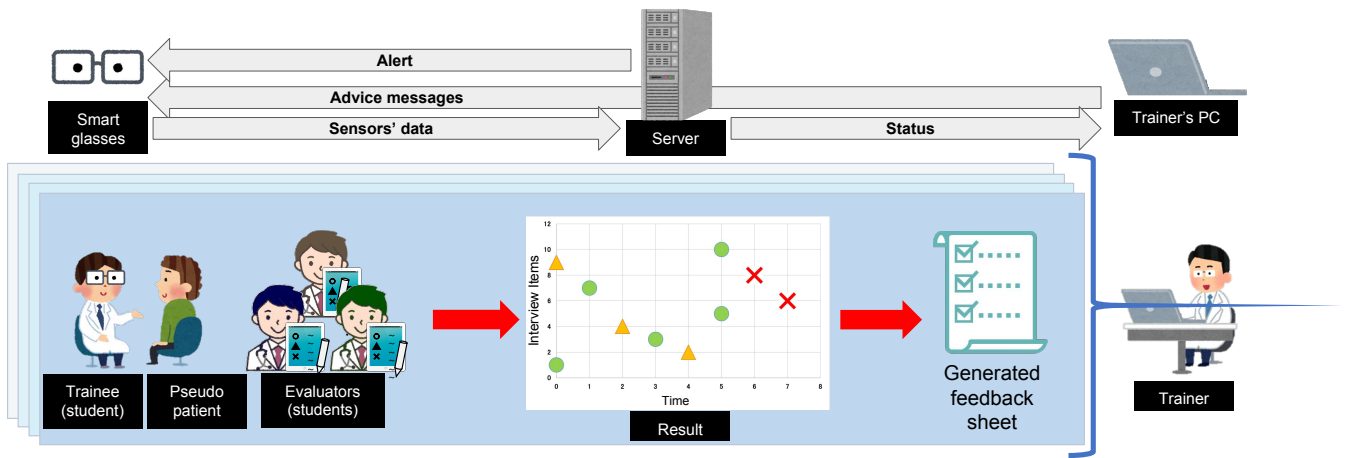 Alert
Advice messages
Sensors' data
Status
Smart
glasses
Server
Trainer's PC
Trainee
(student)
Pseudo
patient
Evaluators
(students)
Interview Items
12
10
8
6
4
2
0
0 1 2 3 4 5 6 7 8
Time
Result
Generated
feedback
sheet
Trainer